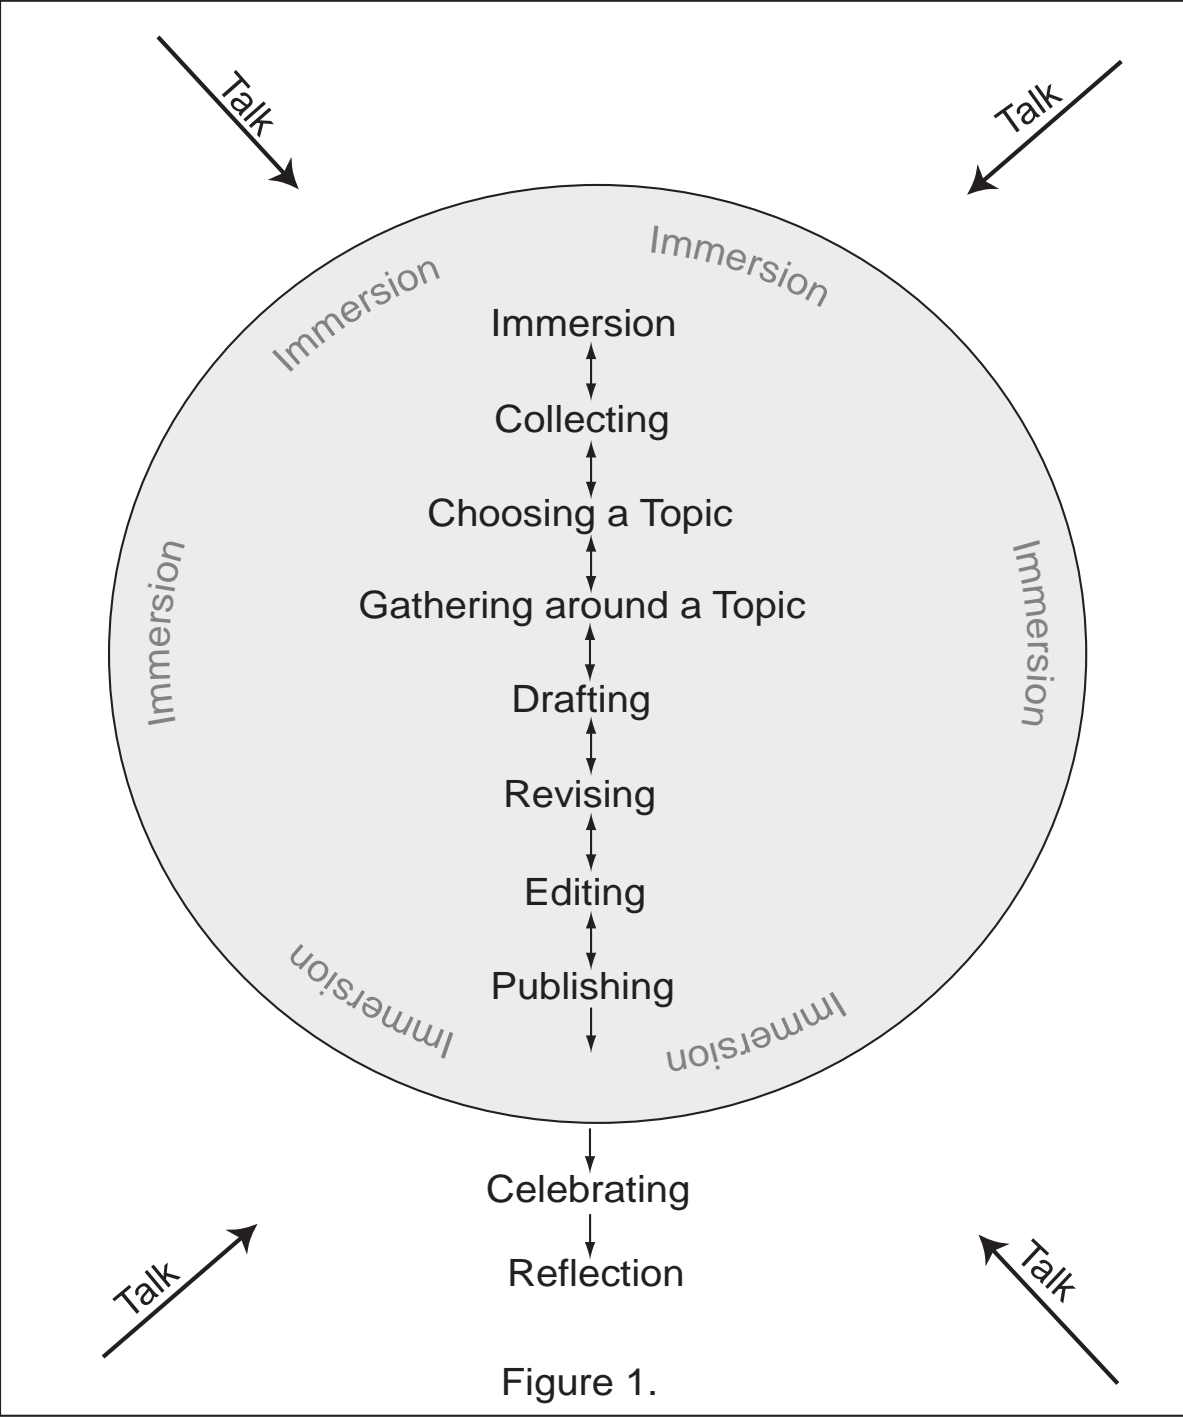 Talk
Talk
Immersion
Immersion
Immersion
Collecting
Choosing a Topic
Immersion
Immersion
Gathering around a Topic
Drafting
Revising
Editing
Immersion
Publishing
Immersion
Celebrating
Talk
Talk
Reflection
Figure 1.